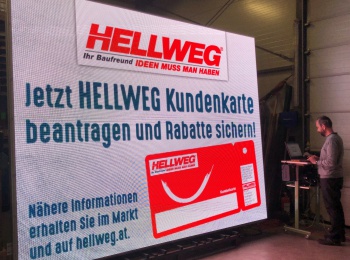 HELLWEG®
Ihr Baufreund IDEEN MUSS MAN HABEN
Jetzt HELLWEG Kundenkarte
beantragen und Rabatte sichern!
HELLWEG
Nähere Informationen
erhalten Sie im Markt
und auf hellweg.at.